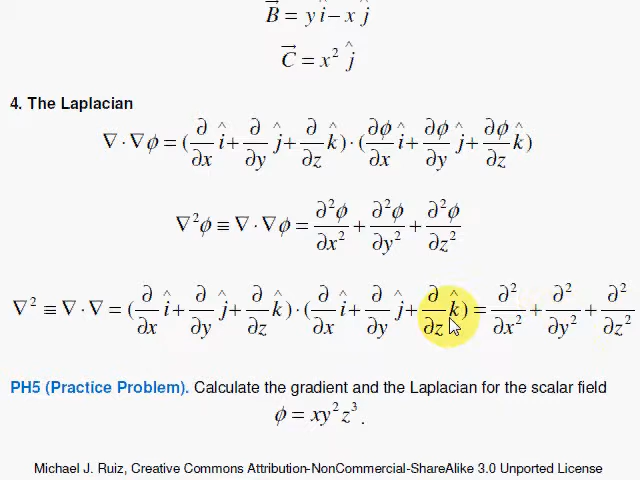 B⃗ = y î − x ĵ
C⃗ = x² ĵ
4. The Laplacian
∇ · ∇ϕ = (∂/∂x î + ∂/∂y ĵ + ∂/∂z k̂) · (∂ϕ/∂x î + ∂ϕ/∂y ĵ + ∂ϕ/∂z k̂)
∇²ϕ ≡ ∇ · ∇ϕ = ∂²ϕ/∂x² + ∂²ϕ/∂y² + ∂²ϕ/∂z²
∇² ≡ ∇ · ∇ = (∂/∂x î + ∂/∂y ĵ + ∂/∂z k̂) · (∂/∂x î + ∂/∂y ĵ + ∂/∂z k̂) = ∂²/∂x² + ∂²/∂y² + ∂²/∂z²
PH5 (Practice Problem). Calculate the gradient and the Laplacian for the scalar field
ϕ = xy²z³.
Michael J. Ruiz, Creative Commons Attribution-NonCommercial-ShareAlike 3.0 Unported License